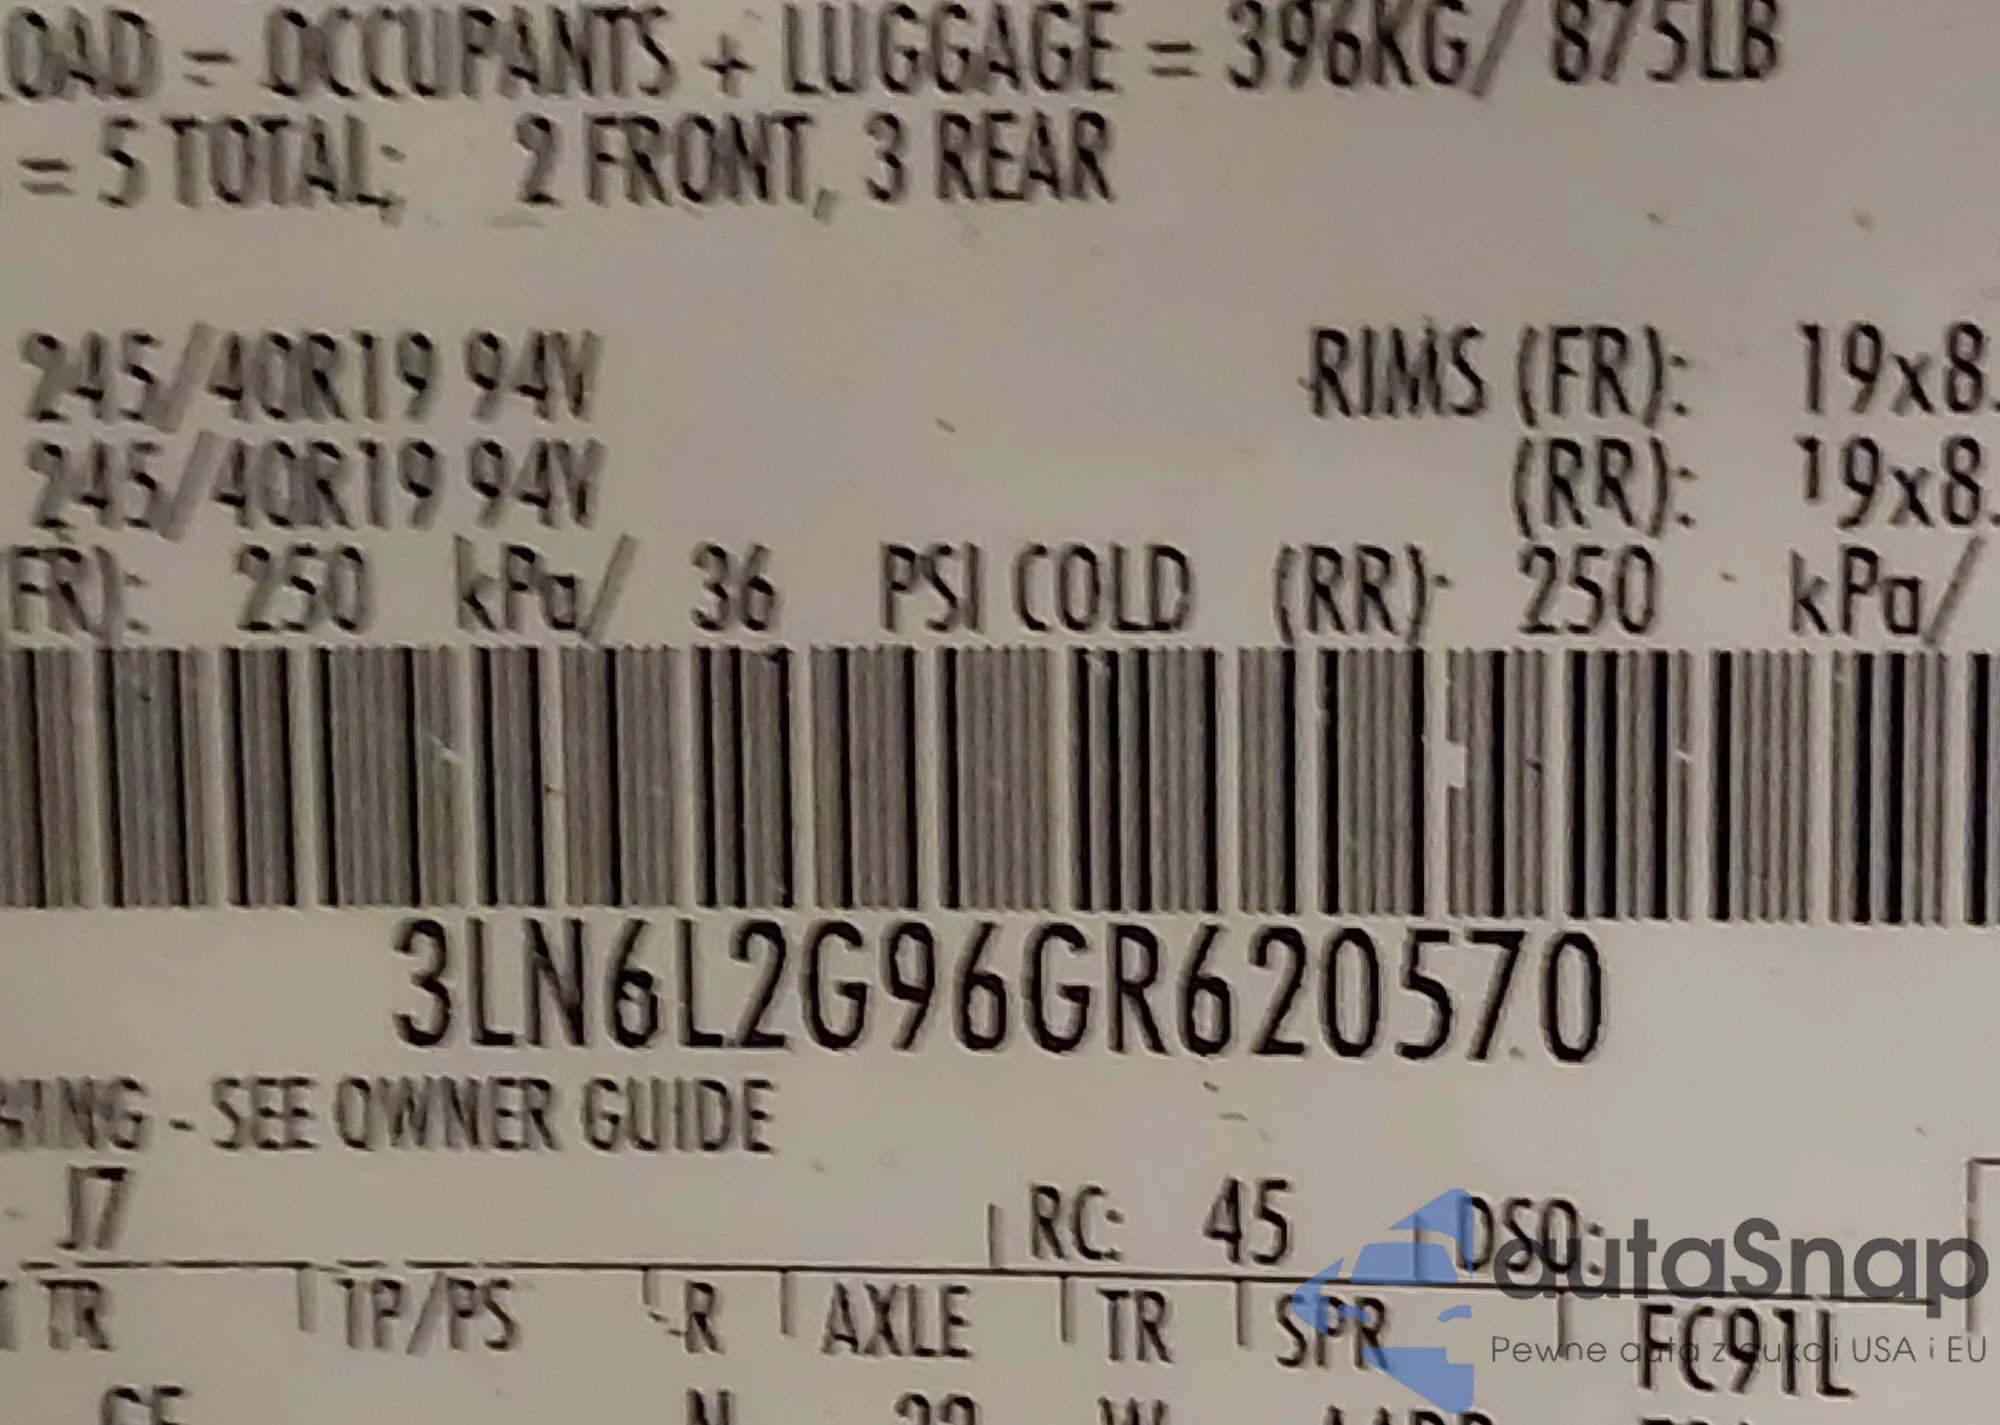 OAD = OCCUPANTS + LUGGAGE = 396KG/ 875LB
= 5 TOTAL; 2 FRONT, 3 REAR
245/40R19 94V RIMS (FR): 19x8.
245/40R19 94V (RR): 19x8.
FR): 250 kPa/ 36 PSI COLD (RR): 250 kPa/
3LN6L2G96GR620570
- SEE OWNER GUIDE
J7 RC: 45 DSO:
TR TP/PS R AXLE TR SPR FC91L
autaSnap
Pewne auta z aukcji USA i EU